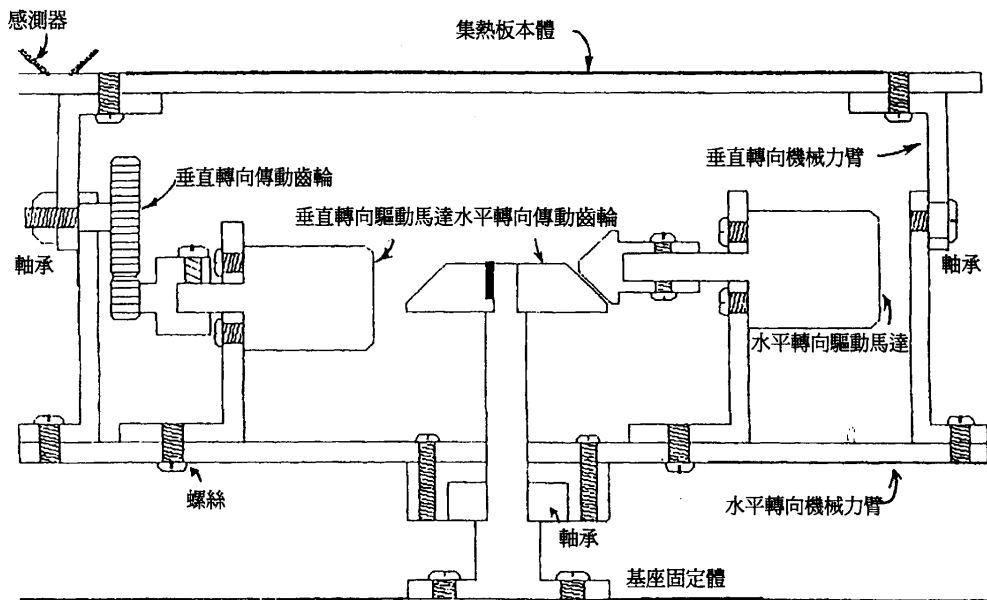 感測器
集熱板本體
垂直轉向機械力臂
垂直轉向傳動齒輪
垂直轉向驅動馬達水平轉向傳動齒輪
軸承
軸承
水平轉向驅動馬達
螺絲
水平轉向機械力臂
軸承
基座固定體